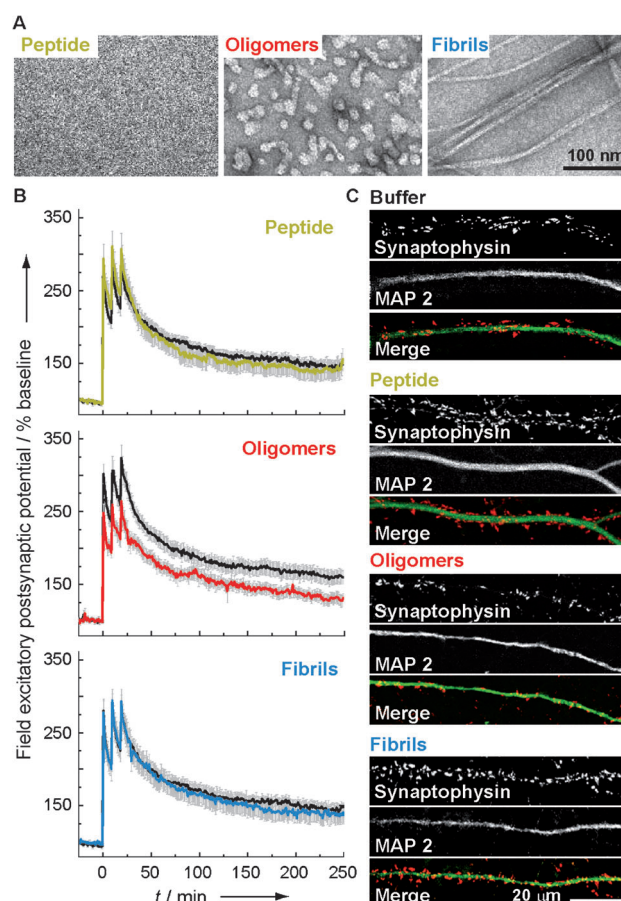 A
Peptide
Oligomers
Fibrils
100 nm
B
Field excitatory postsynaptic potential / % baseline
350
250
150
Peptide
350
250
150
Oligomers
350
250
150
Fibrils
0 50 100 150 200 250
t / min
C
Buffer
Synaptophysin
MAP 2
Merge
Peptide
Synaptophysin
MAP 2
Merge
Oligomers
Synaptophysin
MAP 2
Merge
Fibrils
Synaptophysin
MAP 2
Merge
20 μm